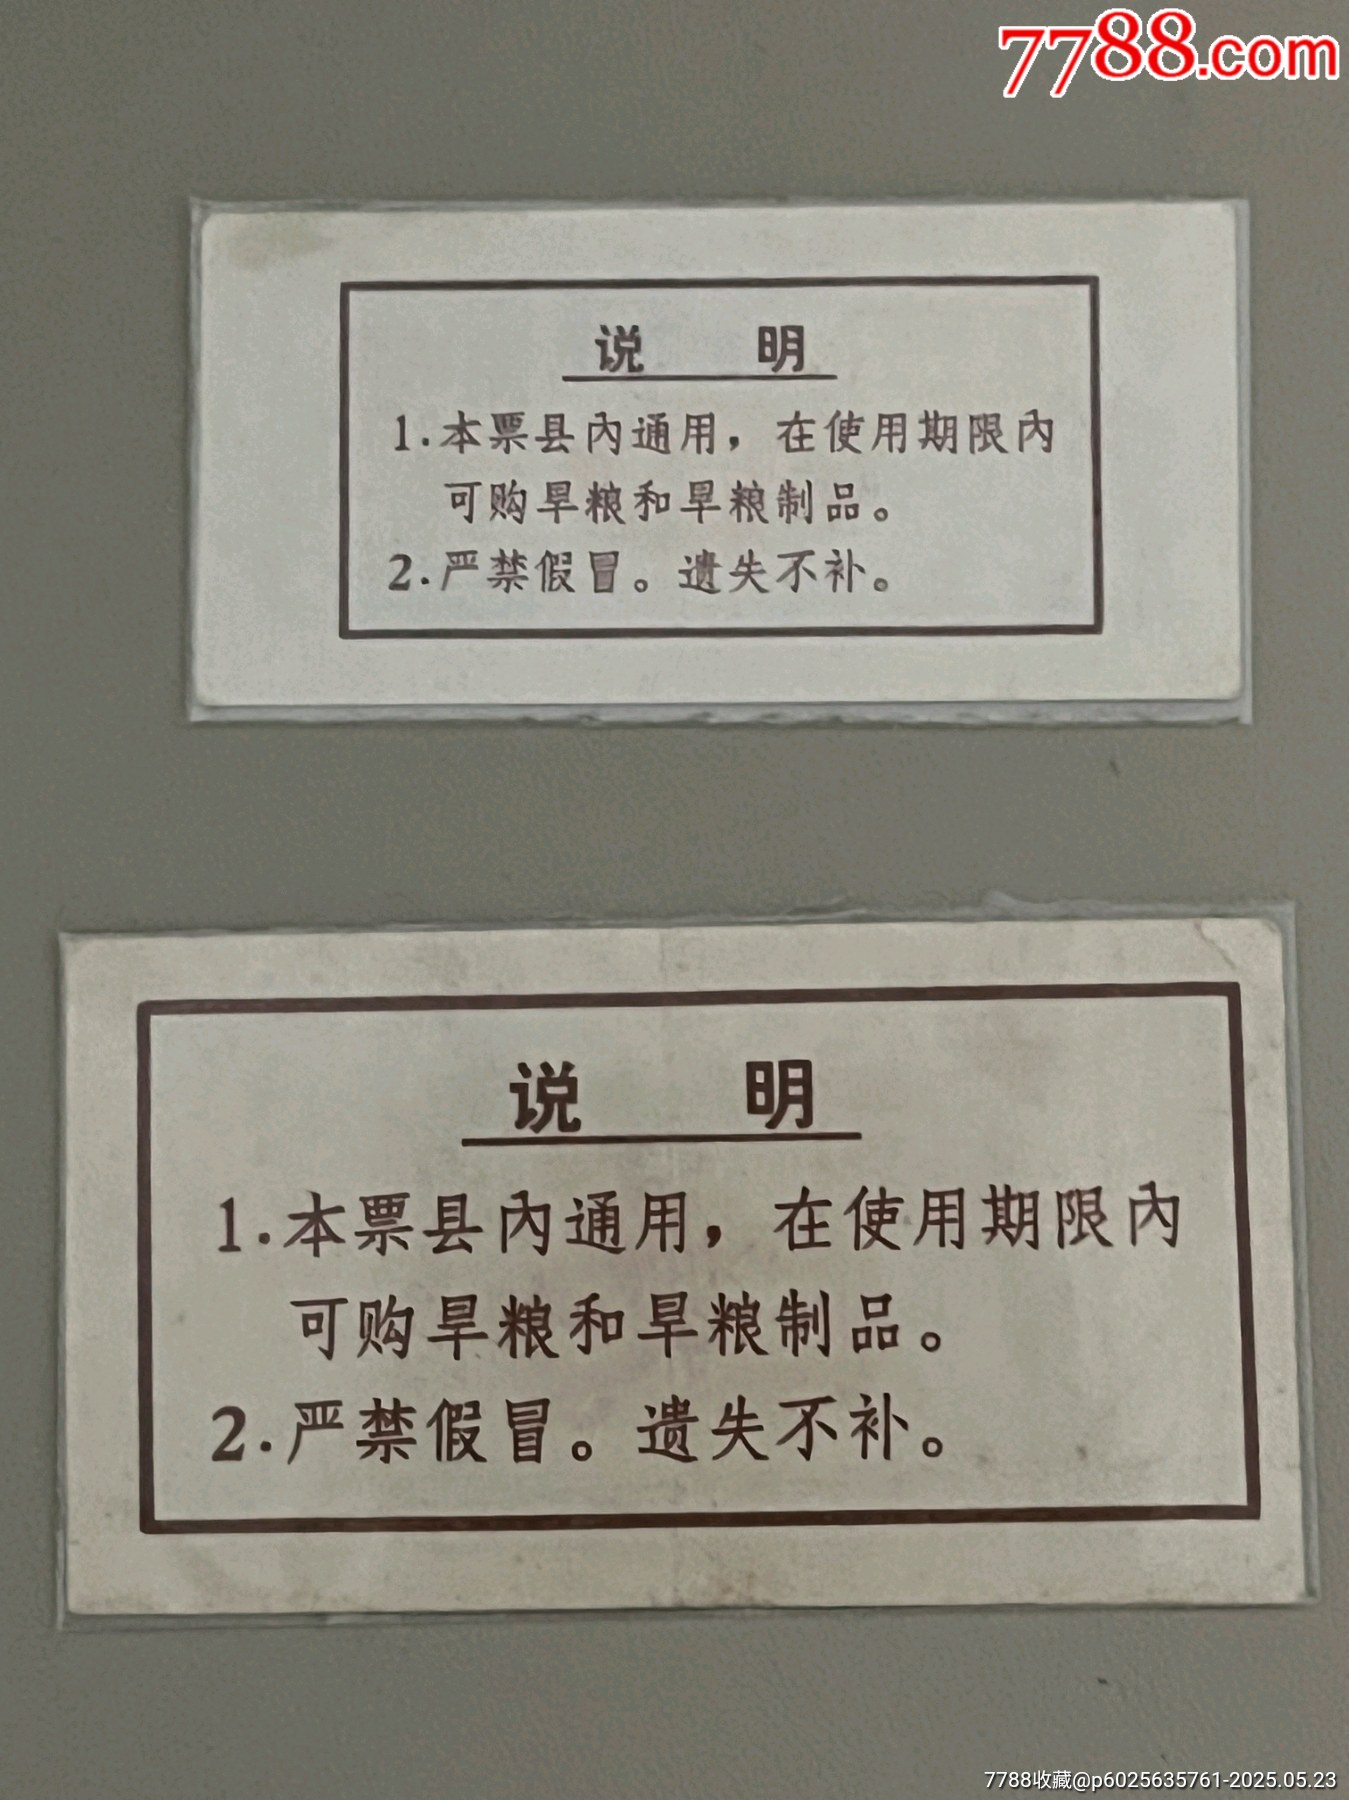 7788.com
说 明
1.本票县内通用，在使用期限内
可购旱粮和旱粮制品。
2.严禁假冒。遗失不补。
说 明
1.本票县内通用，在使用期限内
可购旱粮和旱粮制品。
2.严禁假冒。遗失不补。
7788收藏@p6025635761-2025.05.23